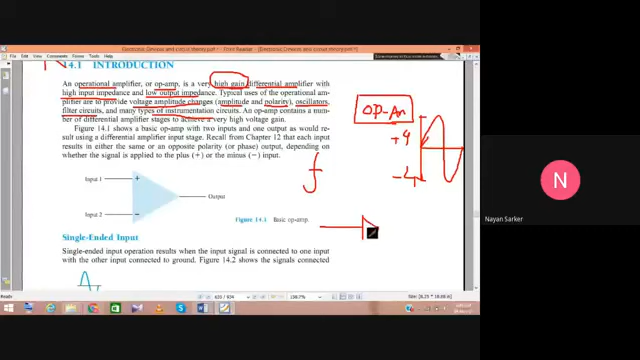 14.1 INTRODUCTION
An operational amplifier, or op-amp, is a very high gain differential amplifier with
high input impedance and low output impedance. Typical uses of the operational am-
plifier are to provide voltage amplitude changes (amplitude and polarity), oscillators,
filter circuits, and many types of instrumentation circuits. An op-amp contains a num-
ber of differential amplifier stages to achieve a very high voltage gain.
Figure 14.1 shows a basic op-amp with two inputs and one output as would re-
sult using a differential amplifier input stage. Recall from Chapter 12 that each input
results in either the same or an opposite polarity (or phase) output, depending on
whether the signal is applied to the plus (+) or the minus (−) input.
Input 1
+
Output
Input 2
−
Figure 14.1 Basic op-amp.
Single-Ended Input
Single-ended input operation results when the input signal is connected to one input
with the other input connected to ground. Figure 14.2 shows the signals connected
OP-Am
+4
-4
f
N
Nayan Sarker